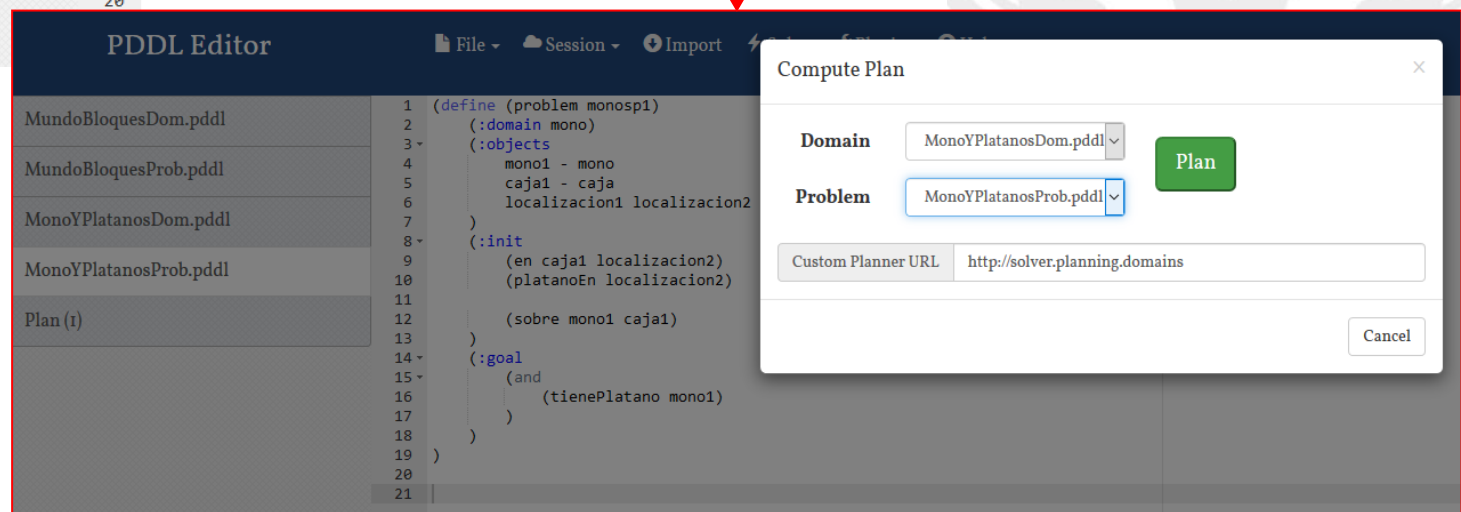 20
PDDL Editor
File Session Import
Compute Plan ×
MundoBloquesDom.pddl
MundoBloquesProb.pddl
MonoYPlatanosDom.pddl
MonoYPlatanosProb.pddl
Plan (1)
1 (define (problem monosp1)
2 (:domain mono)
3 (:objects
4 mono1 - mono
5 caja1 - caja
6 localizacion1 localizacion2
7 )
8 (:init
9 (en caja1 localizacion2)
10 (platanoEn localizacion2)
11
12 (sobre mono1 caja1)
13 )
14 (:goal
15 (and
16 (tienePlatano mono1)
17 )
18 )
19 )
20
21
Domain MonoYPlatanosDom.pddl
Plan
Problem MonoYPlatanosProb.pddl
Custom Planner URL http://solver.planning.domains
Cancel